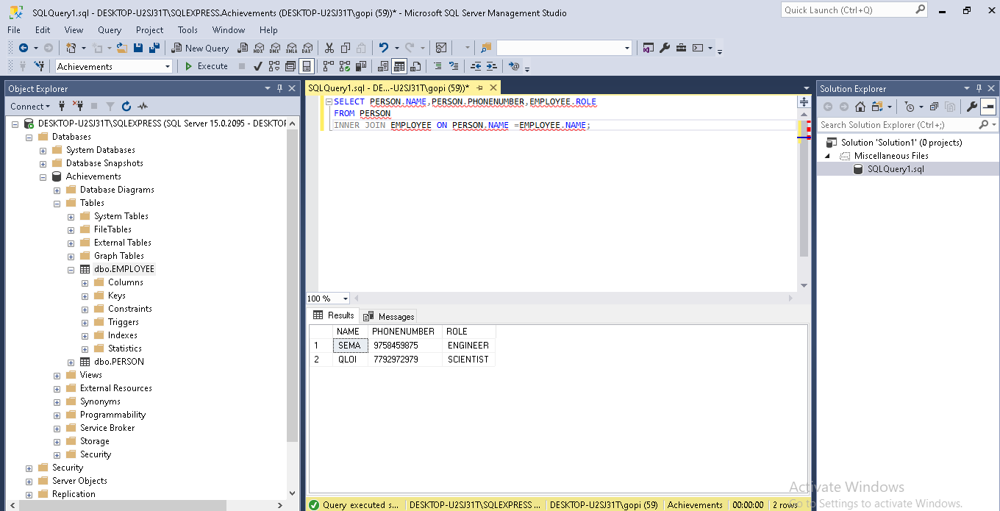 SQLQuery1.sql - DESKTOP-U2SJ31T\SQLEXPRESS.Achievements (DESKTOP-U2SJ31T\gopi (59))* - Microsoft SQL Server Management Studio
Quick Launch (Ctrl+Q)
File Edit View Query Project Tools Window Help
New Query
MDX DMX XMLA DAX
Achievements
Execute
Object Explorer
Connect
DESKTOP-U2SJ31T\SQLEXPRESS (SQL Server 15.0.2095 - DESKTOP
Databases
System Databases
Database Snapshots
Achievements
Database Diagrams
Tables
System Tables
FileTables
External Tables
Graph Tables
dbo.EMPLOYEE
Columns
Keys
Constraints
Triggers
Indexes
Statistics
dbo.PERSON
Views
External Resources
Synonyms
Programmability
Service Broker
Storage
Security
Security
Server Objects
Replication
SQLQuery1.sql - DE...-U2SJ31T\gopi (59))*
SELECT PERSON.NAME,PERSON.PHONENUMBER,EMPLOYEE.ROLE
FROM PERSON
INNER JOIN EMPLOYEE ON PERSON.NAME =EMPLOYEE.NAME;
100 %
Results Messages
NAME PHONENUMBER ROLE
1 SEMA 9758459875 ENGINEER
2 QLOI 7792972979 SCIENTIST
Query executed s... DESKTOP-U2SJ31T\SQLEXPRESS ... DESKTOP-U2SJ31T\gopi (59) Achievements 00:00:00 2 rows
Solution Explorer
Search Solution Explorer (Ctrl+;)
Solution 'Solution1' (0 projects)
Miscellaneous Files
SQLQuery1.sql
Activate Windows
Go to Settings to activate Windows.